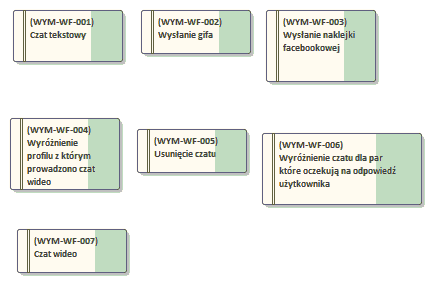 (WYM-WF-001)
Czat tekstowy
(WYM-WF-002)
Wysłanie gifa
(WYM-WF-003)
Wysłanie naklejki
facebookowej
(WYM-WF-004)
Wyróżnienie
profilu z którym
prowadzono czat
wideo
(WYM-WF-005)
Usunięcie czatu
(WYM-WF-006)
Wyróżnienie czatu dla par
które oczekują na odpowiedź
użytkownika
(WYM-WF-007)
Czat wideo